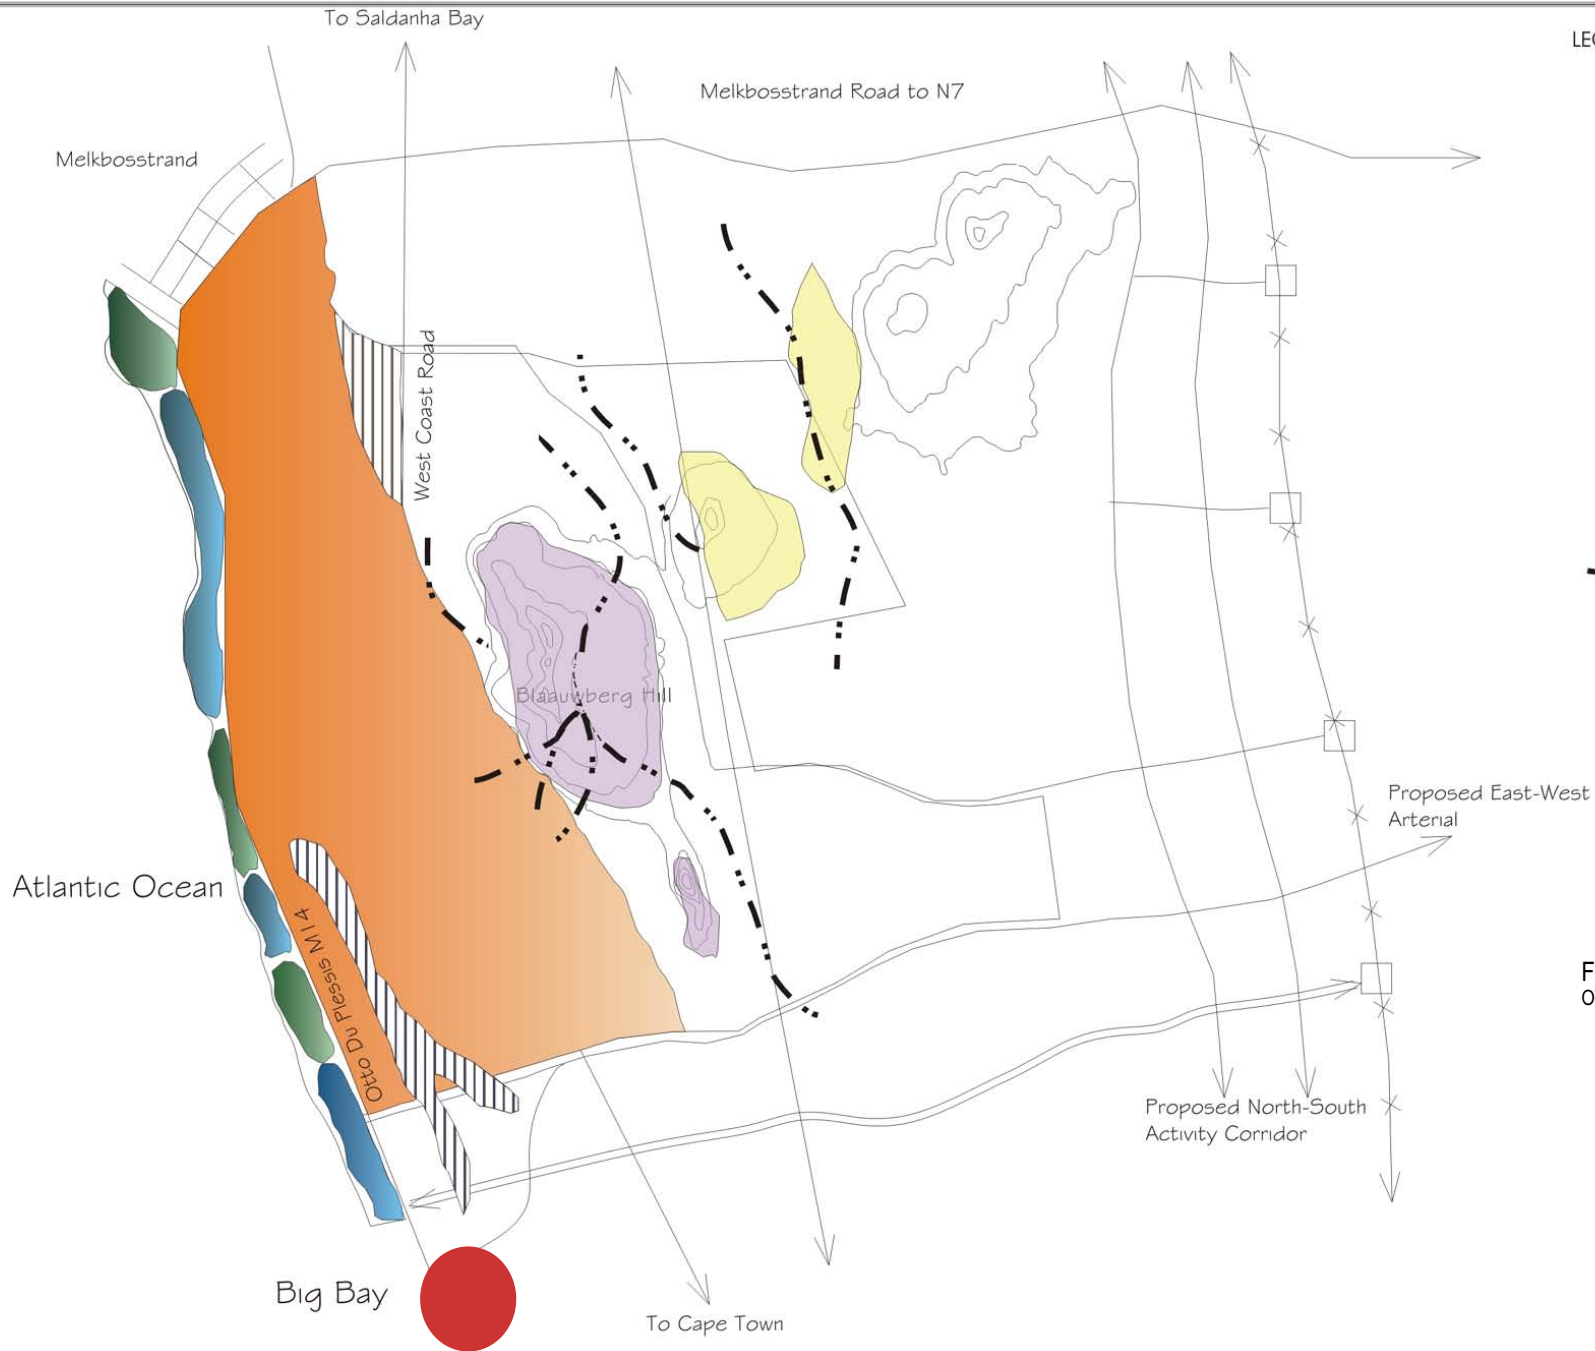 To Saldanha Bay
LE
Melkbosstrand Road to N7
Melkbosstrand
West Coast Road
Blaauwberg Hill
Proposed East-West
Arterial
Atlantic Ocean
Otto Du Plessis M14
F
Proposed North-South
Activity Corridor
Big Bay
To Cape Town